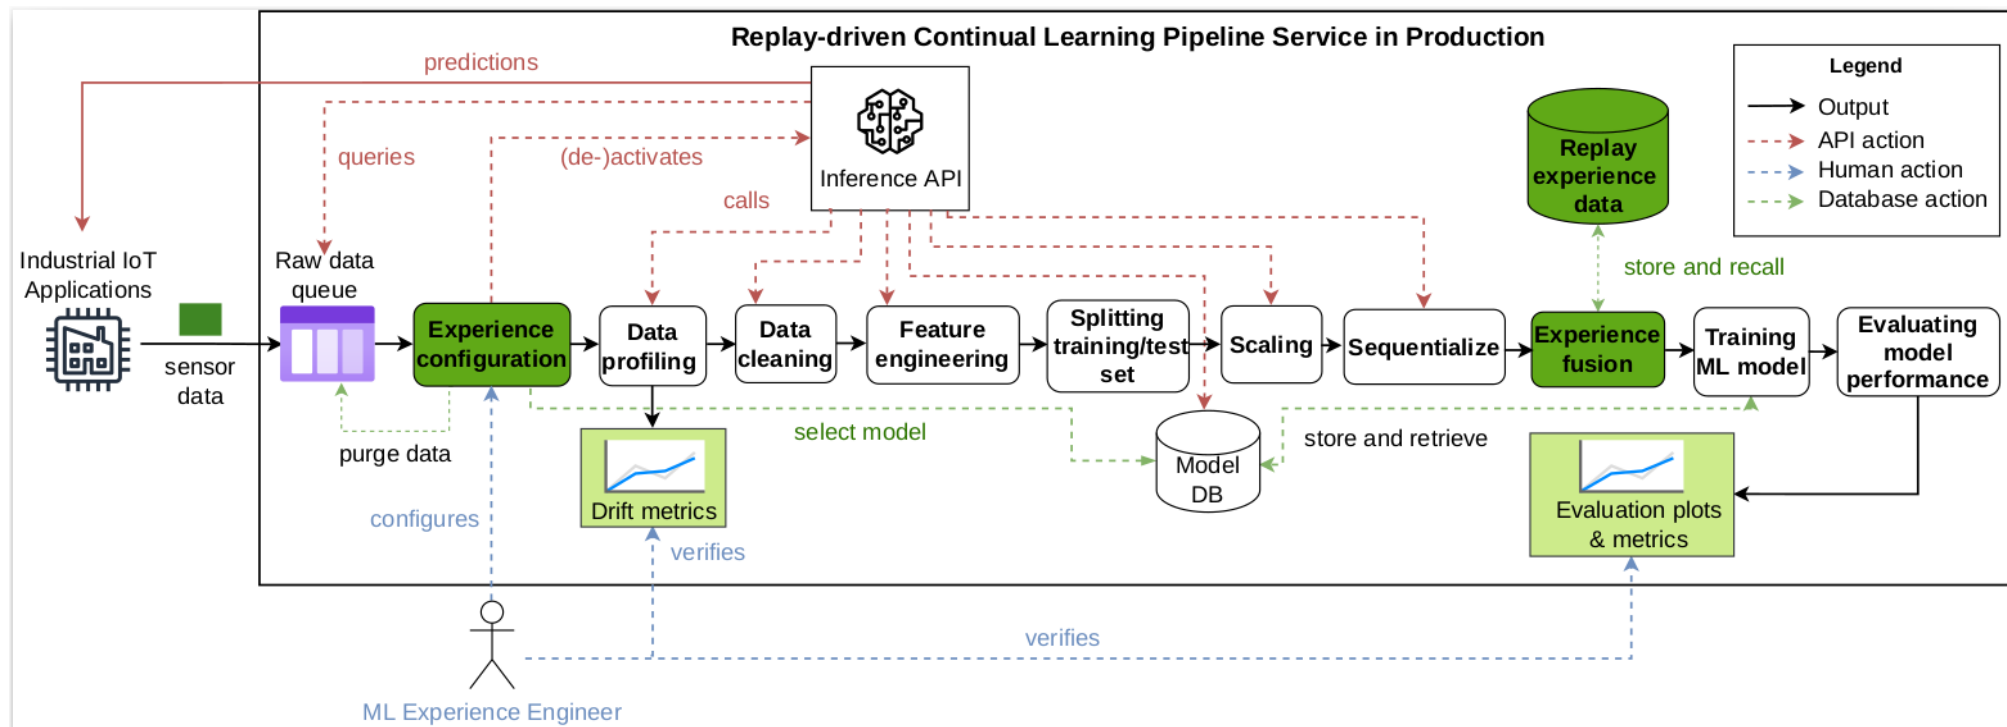 Replay-driven Continual Learning Pipeline Service in Production
predictions
queries
(de-)activates
calls
Inference API
Replay
experience
data
Legend
Output
API action
Human action
Database action
store and recall
Industrial IoT
Applications
sensor
data
Raw data
queue
Experience
configuration
Data
profiling
Data
cleaning
Feature
engineering
Splitting
training/test
set
Scaling
Sequentialize
Experience
fusion
Training
ML model
Evaluating
model
performance
purge data
select model
store and retrieve
Model
DB
Drift metrics
Evaluation plots
& metrics
configures
verifies
verifies
ML Experience Engineer